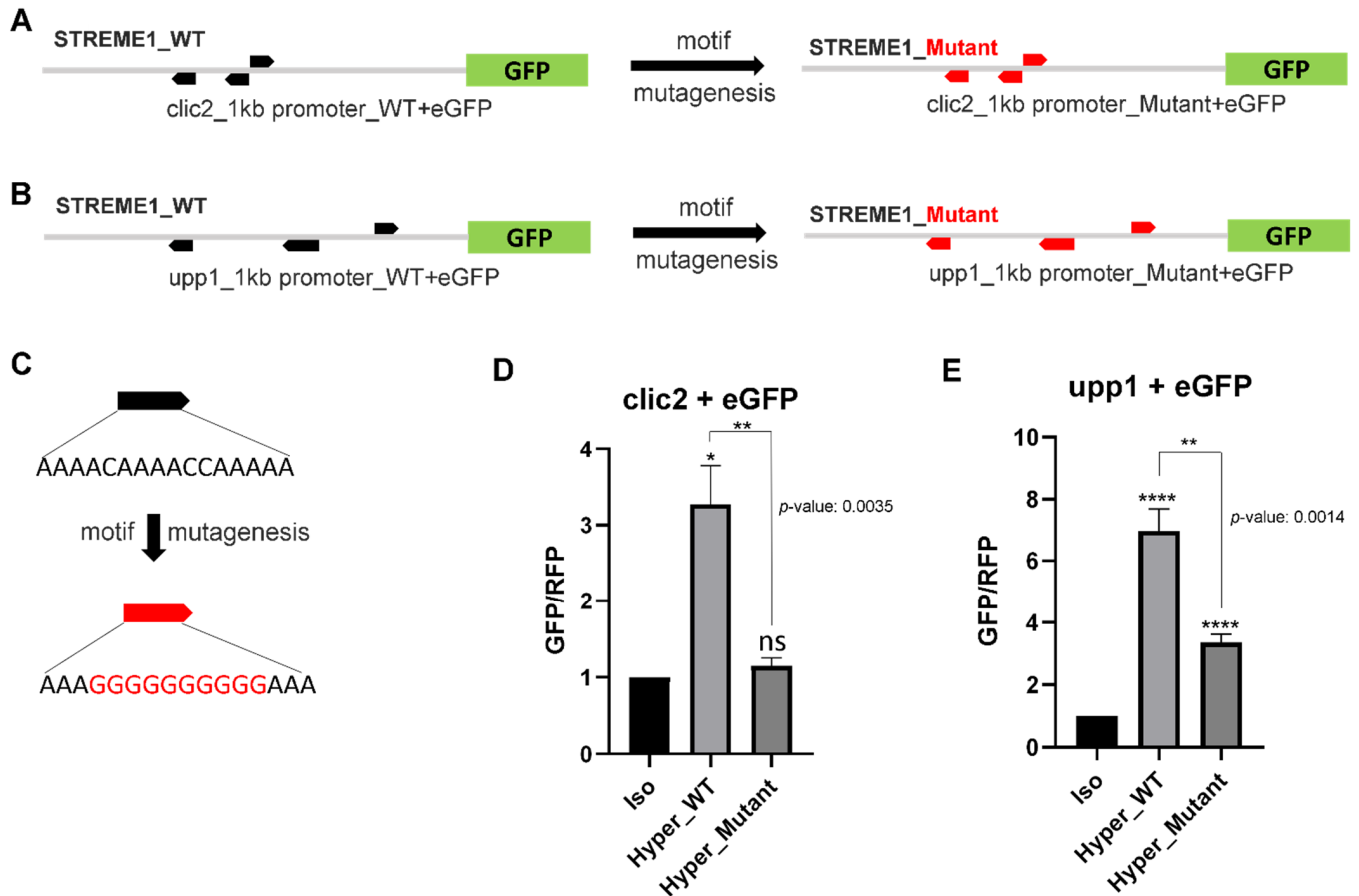 A
STREME1_WT
GFP
clic2_1kb promoter_WT+eGFP
motif
mutagenesis
STREME1_Mutant
GFP
clic2_1kb promoter_Mutant+eGFP
B
STREME1_WT
GFP
upp1_1kb promoter_WT+eGFP
motif
mutagenesis
STREME1_Mutant
GFP
upp1_1kb promoter_Mutant+eGFP
C
AAAACAAAACCAAAAA
motif mutagenesis
AAAGGGGGGGGGGAAA
D
clic2 + eGFP
**
*
p-value: 0.0035
ns
GFP/RFP
4
3
2
1
0
Iso
Hyper_WT
Hyper_Mutant
E
upp1 + eGFP
**
****
p-value: 0.0014
****
GFP/RFP
10
8
6
4
2
0
Iso
Hyper_WT
Hyper_Mutant